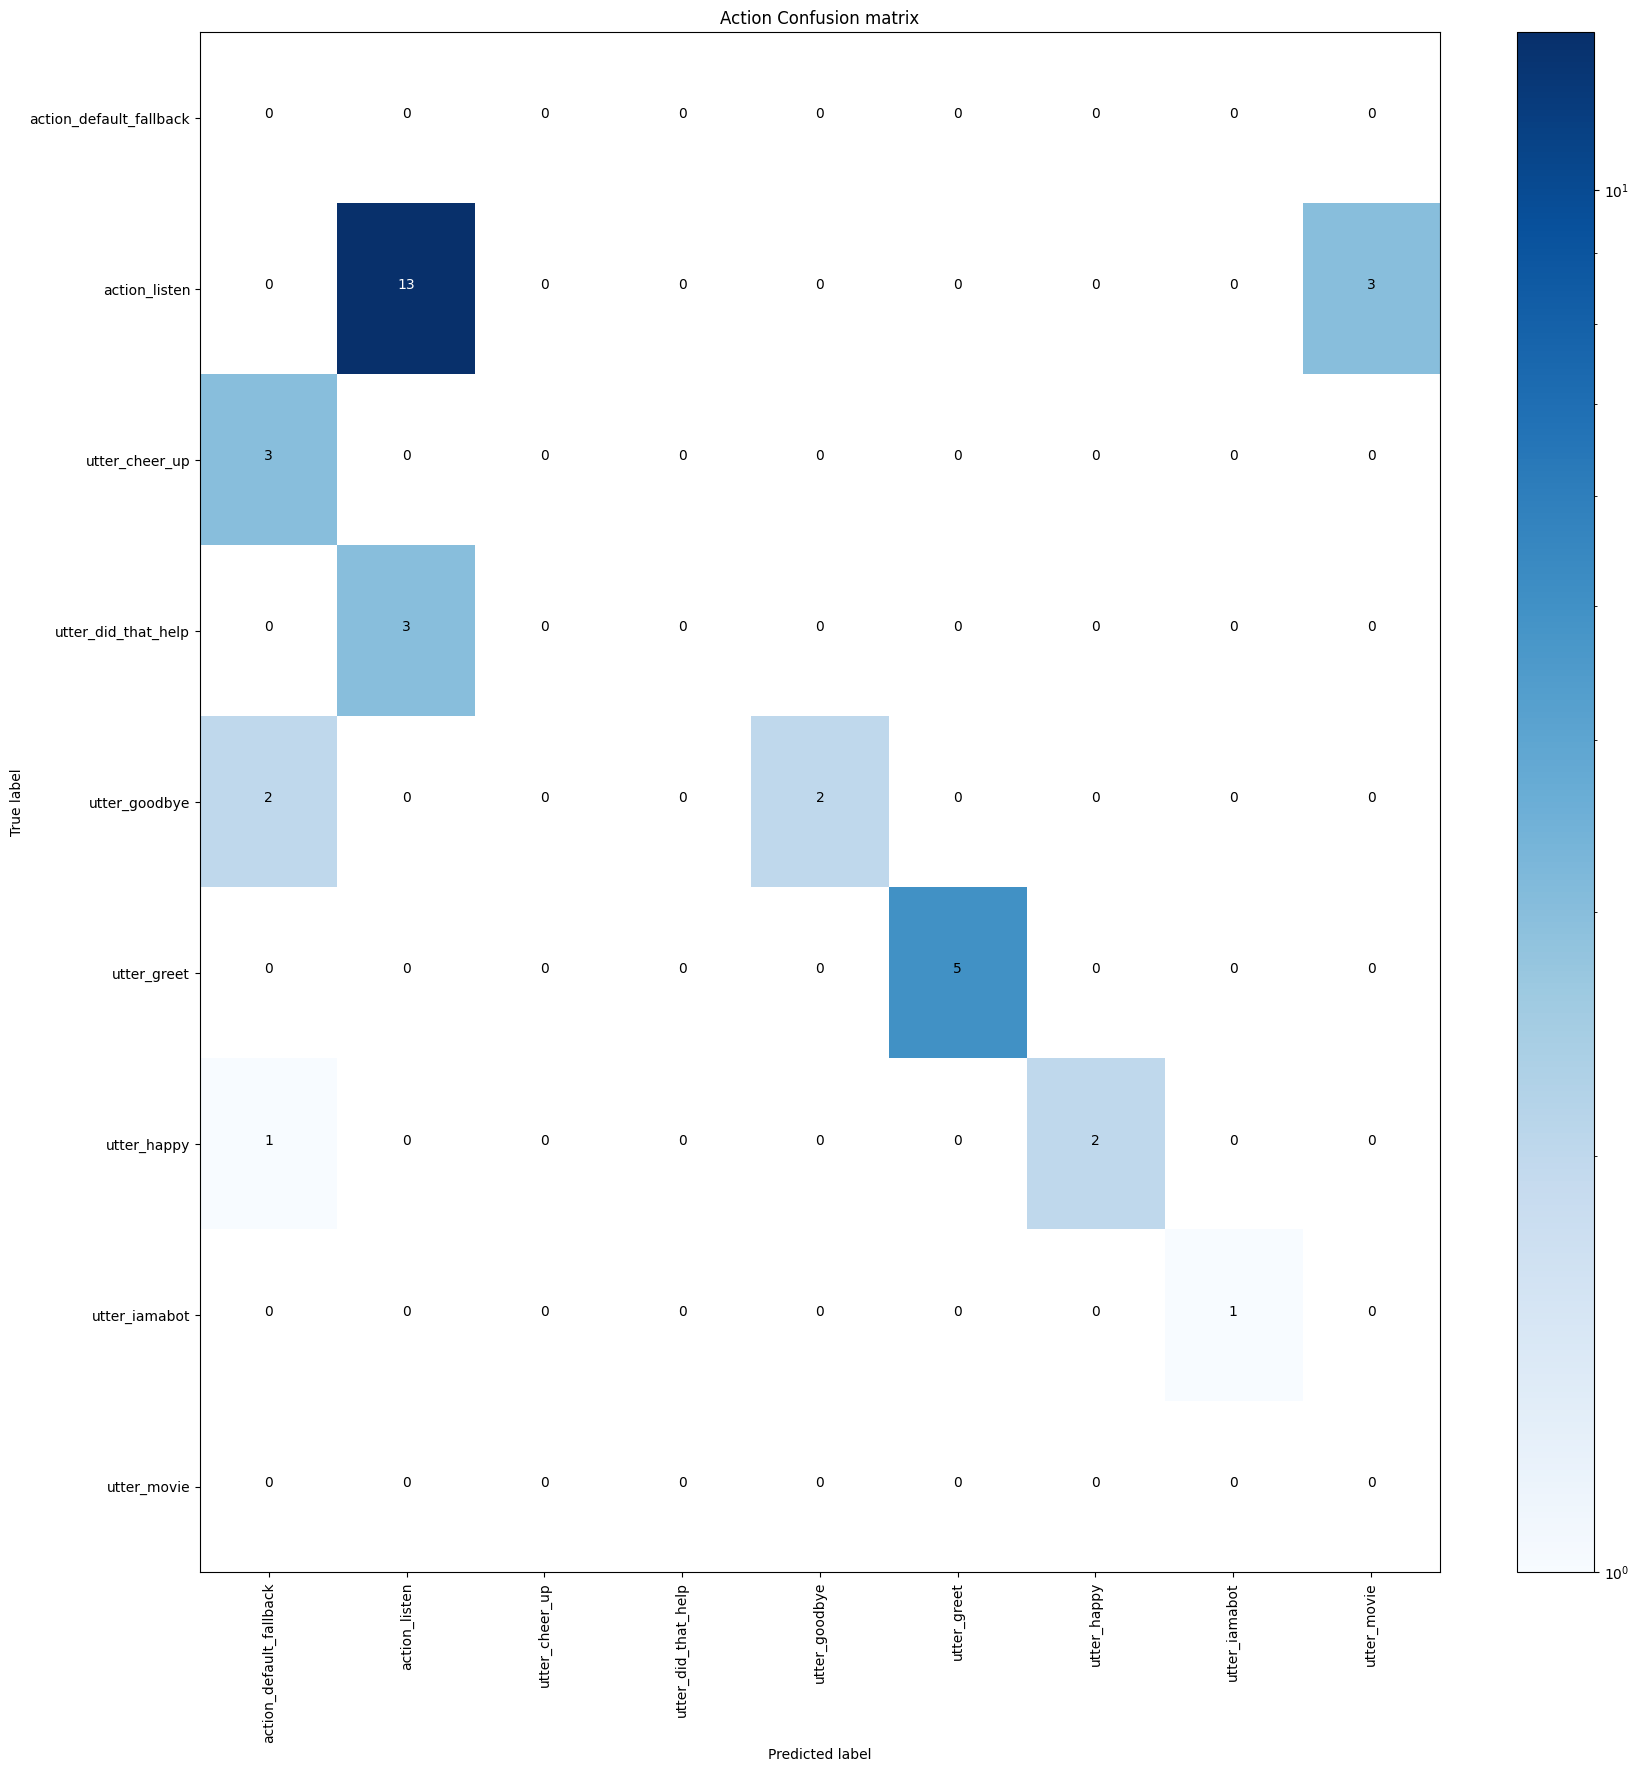 Action Confusion matrix
action_default_fallback 0 0 0 0 0 0 0 0 0
10¹
action_listen 0 13 0 0 0 0 0 0 3
utter_cheer_up 3 0 0 0 0 0 0 0 0
utter_did_that_help 0 3 0 0 0 0 0 0 0
True label
utter_goodbye 2 0 0 0 2 0 0 0 0
utter_greet 0 0 0 0 0 5 0 0 0
utter_happy 1 0 0 0 0 0 2 0 0
utter_iamabot 0 0 0 0 0 0 0 1 0
utter_movie 0 0 0 0 0 0 0 0 0
10⁰
action_default_fallback
action_listen
utter_cheer_up
utter_did_that_help
utter_goodbye
utter_greet
utter_happy
utter_iamabot
utter_movie
Predicted label